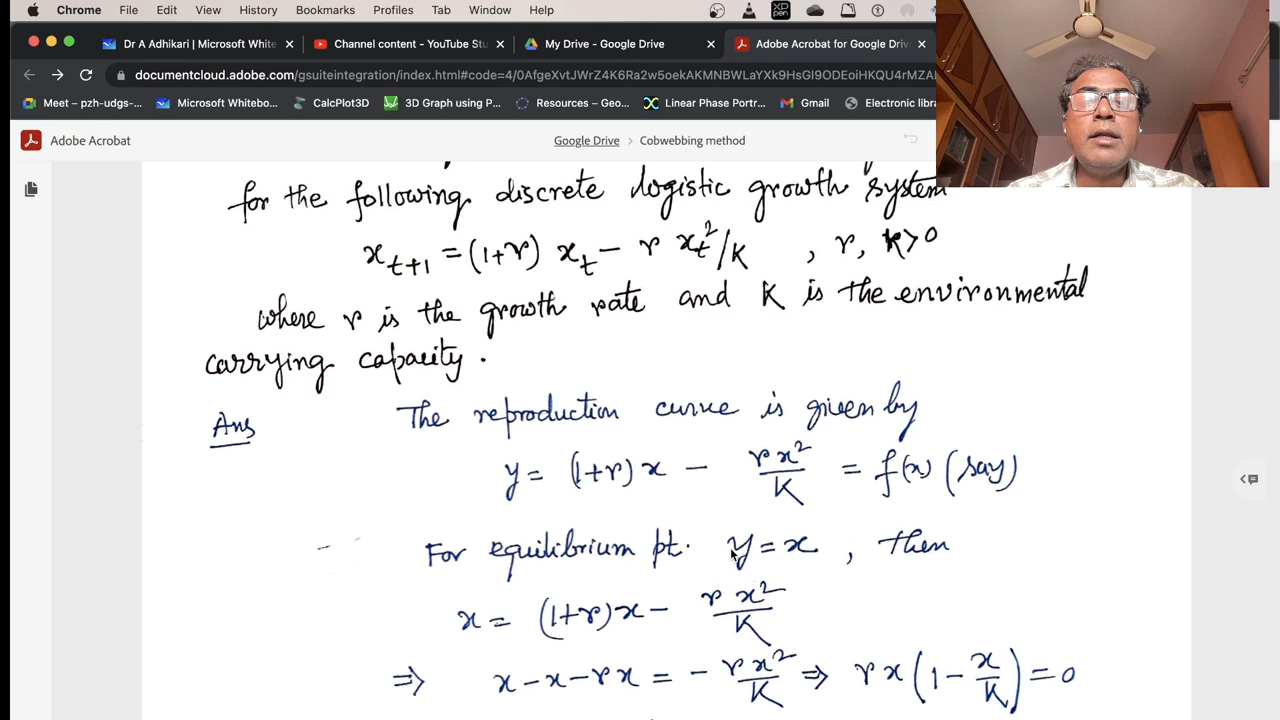 Chrome File Edit View History Bookmarks Profiles Tab Window Help
Dr A Adhikari | Microsoft White
Channel content - YouTube Stu
My Drive - Google Drive
Adobe Acrobat for Google Driv
documentcloud.adobe.com/gsuiteintegration/index.html#code=4/0AfgeXvtJWrZ4K6Ra2w5oekAKMNBWLaYXk9HsGl9ODEoiHKQU4rMZA
Meet – pzh-udgs-... Microsoft Whitebo... CalcPlot3D 3D Graph using P... Resources – Geo... Linear Phase Portr... Gmail Electronic libra
Adobe Acrobat
Google Drive > Cobwebbing method
for the following discrete logistic growth system
x_{t+1} = (1+r) x_t - r x_t^2/K , r, K>0
where r is the growth rate and K is the environmental
carrying capacity.
Ans The reproduction curve is given by
y = (1+r)x - rx^2/K = f(x) (say)
For equilibrium pt. y=x , then
x = (1+r)x - rx^2/K
⇒ x-x-rx = - rx^2/K ⇒ rx(1 - x/K) = 0